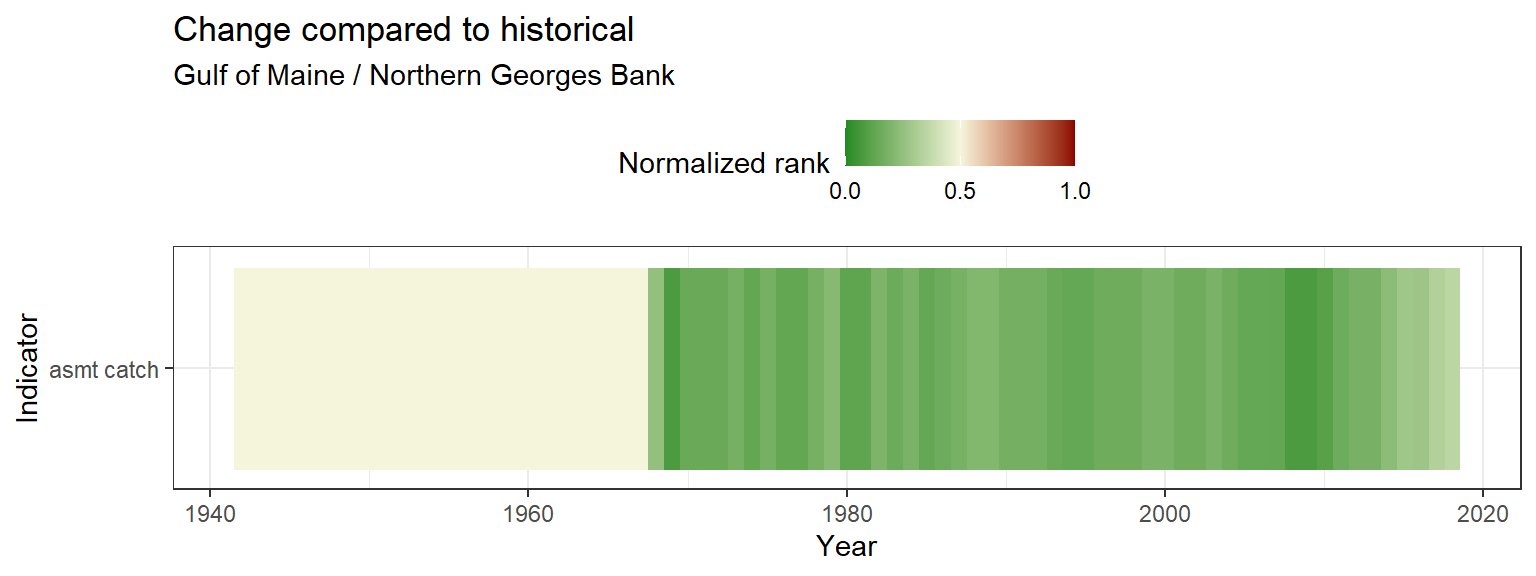 Change compared to historical
Gulf of Maine / Northern Georges Bank
Normalized rank
0.0 0.5 1.0
Indicator
asmt catch
1940 1960 1980 2000 2020
Year